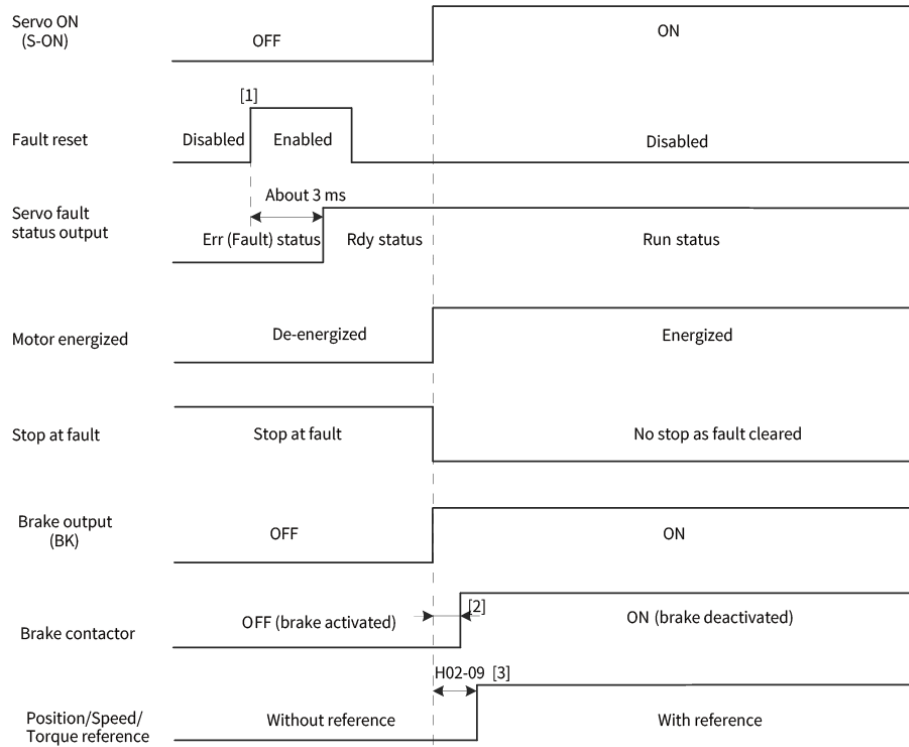 Servo ON
(S-ON)
OFF
ON
[1]
Fault reset
Disabled
Enabled
Disabled
About 3 ms
Servo fault
status output
Err (Fault) status
Rdy status
Run status
Motor energized
De-energized
Energized
Stop at fault
Stop at fault
No stop as fault cleared
Brake output
(BK)
OFF
ON
[2]
Brake contactor
OFF (brake activated)
ON (brake deactivated)
H02-09 [3]
Position/Speed/
Torque reference
Without reference
With reference